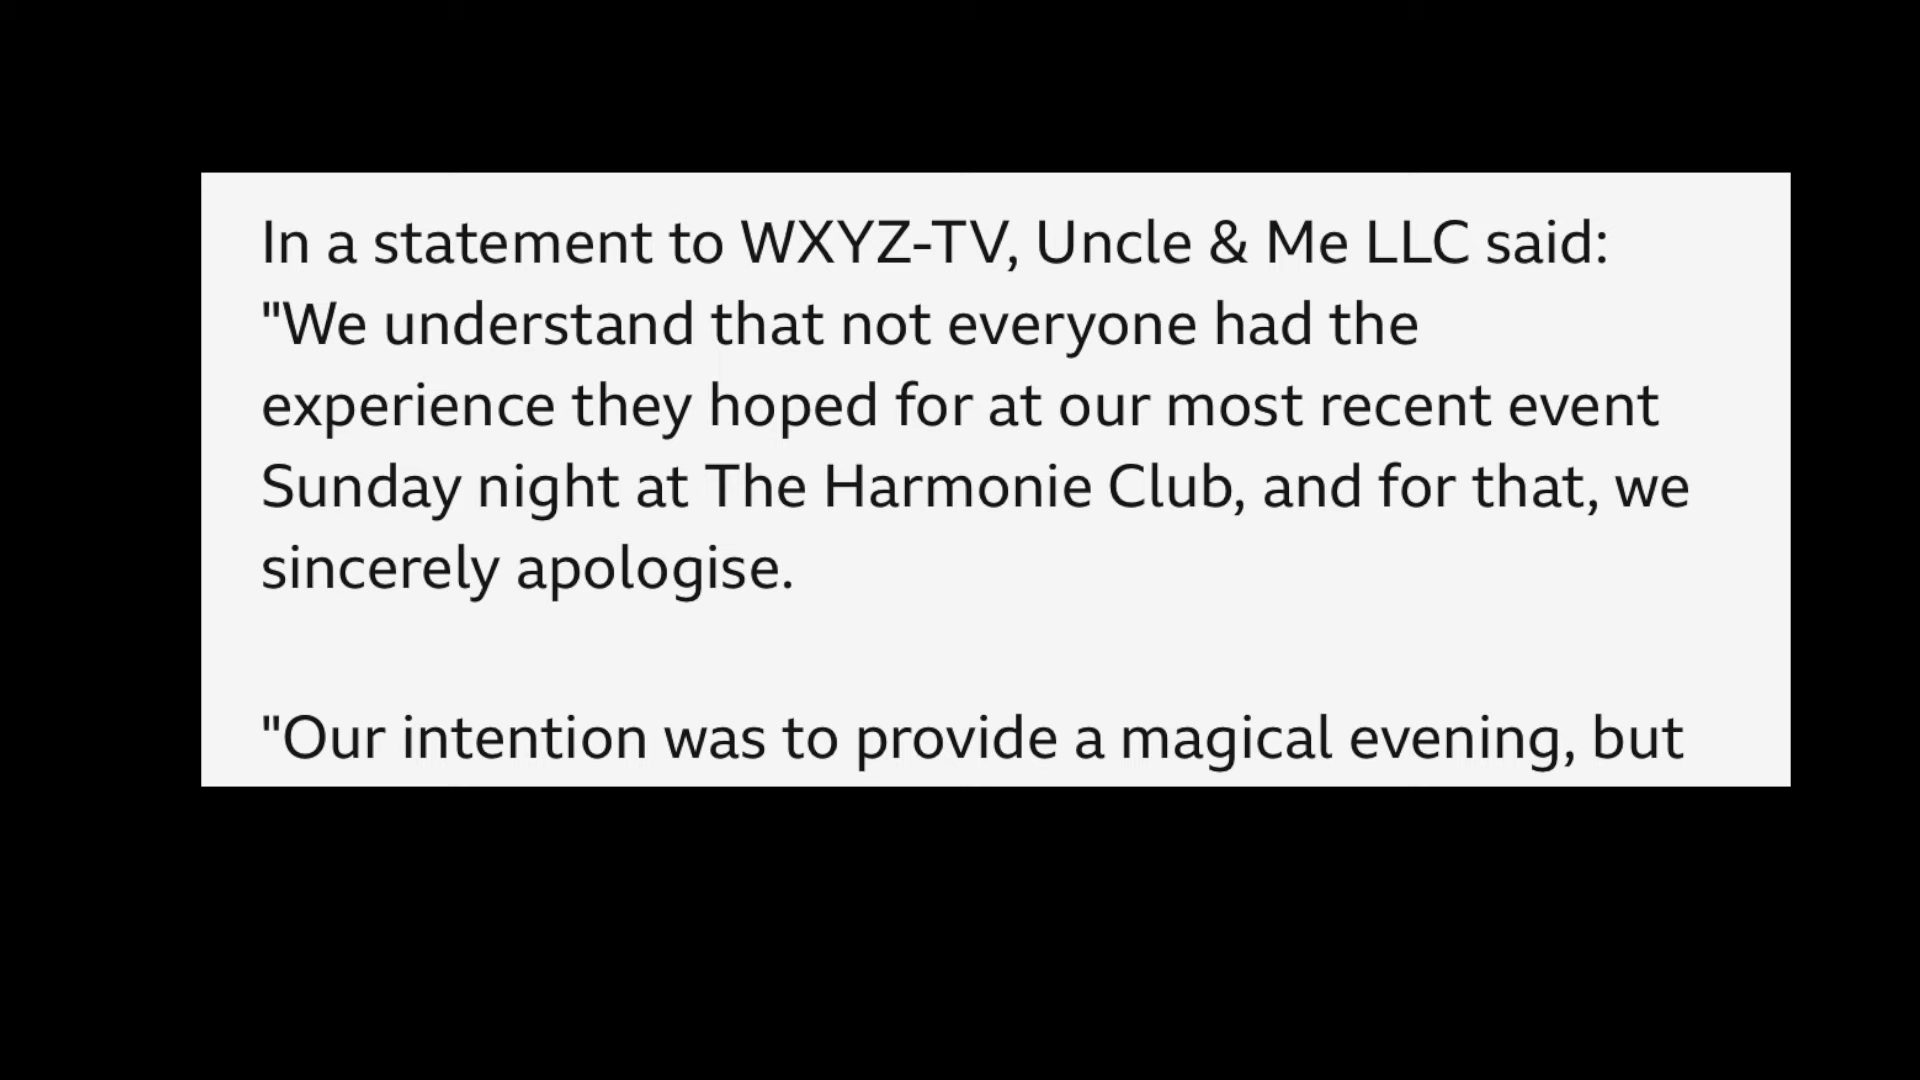 In a statement to WXYZ-TV, Uncle & Me LLC said:
"We understand that not everyone had the
experience they hoped for at our most recent event
Sunday night at The Harmonie Club, and for that, we
sincerely apologise.
"Our intention was to provide a magical evening, but